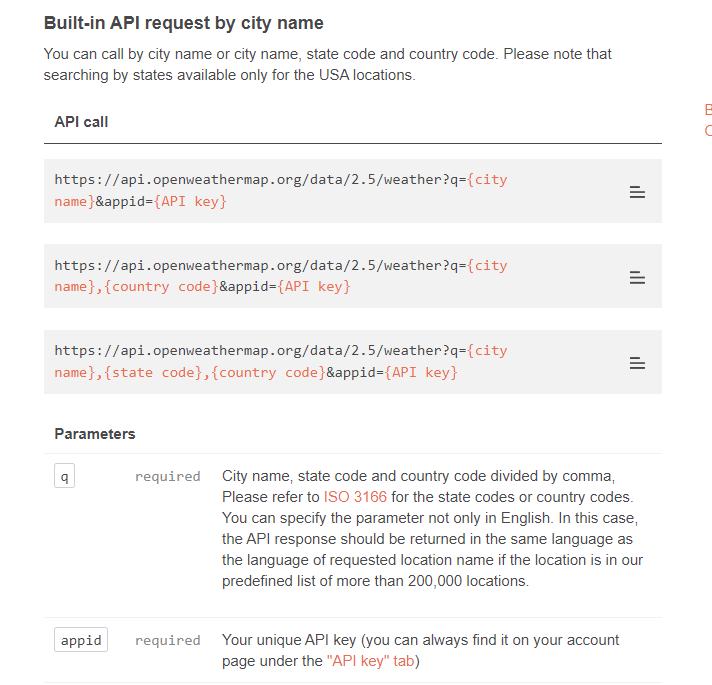 Built-in API request by city name
You can call by city name or city name, state code and country code. Please note that
searching by states available only for the USA locations.
API call
https://api.openweathermap.org/data/2.5/weather?q={city
name}&appid={API key}
https://api.openweathermap.org/data/2.5/weather?q={city
name},{country code}&appid={API key}
https://api.openweathermap.org/data/2.5/weather?q={city
name},{state code},{country code}&appid={API key}
Parameters
q required City name, state code and country code divided by comma,
Please refer to ISO 3166 for the state codes or country codes.
You can specify the parameter not only in English. In this case,
the API response should be returned in the same language as
the language of requested location name if the location is in our
predefined list of more than 200,000 locations.
appid required Your unique API key (you can always find it on your account
page under the "API key" tab)